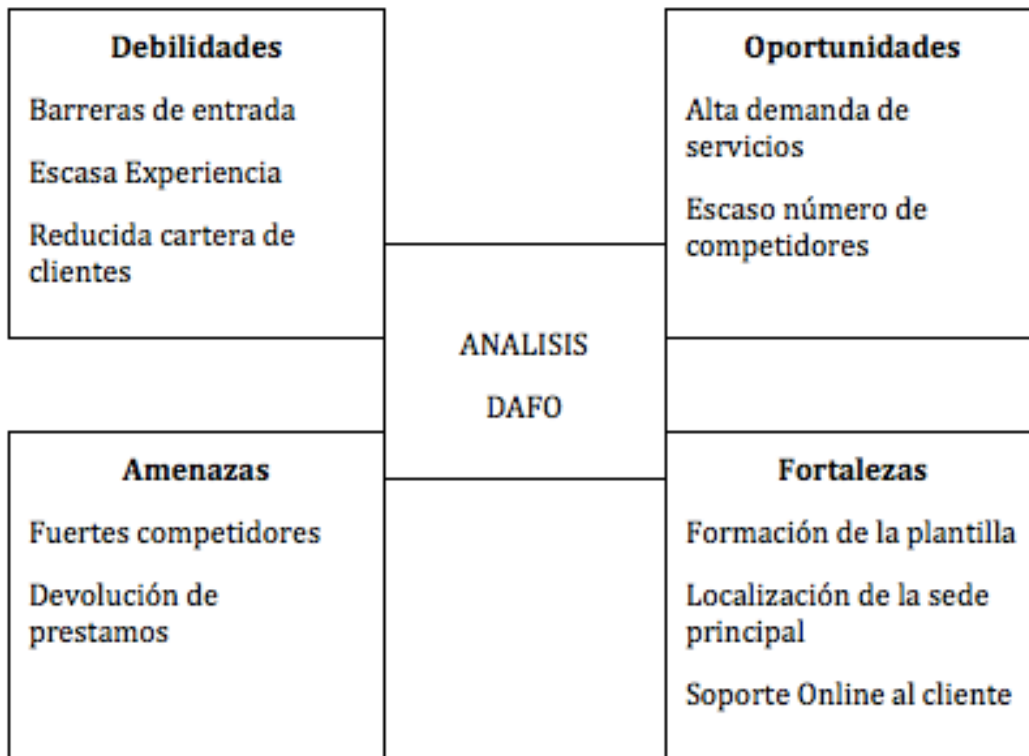 Debilidades
Barreras de entrada
Escasa Experiencia
Reducida cartera de
clientes
Oportunidades
Alta demanda de
servicios
Escaso número de
competidores
ANALISIS
DAFO
Amenazas
Fuertes competidores
Devolución de
prestamos
Fortalezas
Formación de la plantilla
Localización de la sede
principal
Soporte Online al cliente